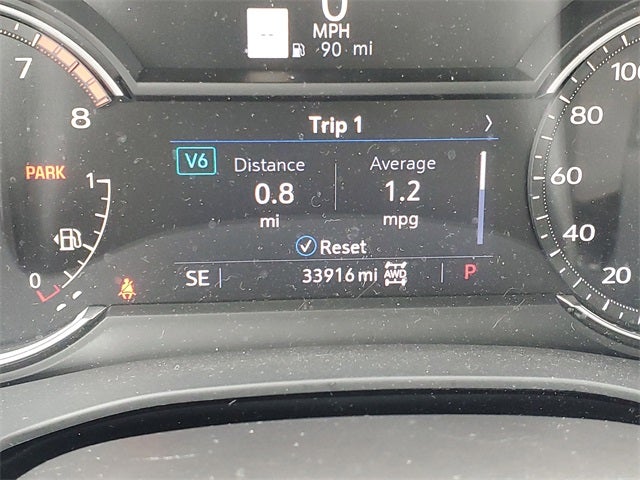 0
MPH
--
90 mi
7
8
PARK
1
0
Trip 1
V6
Distance
Average
0.8
1.2
mi
mpg
Reset
SE
33916 mi
AWD
P
100
80
60
40
20